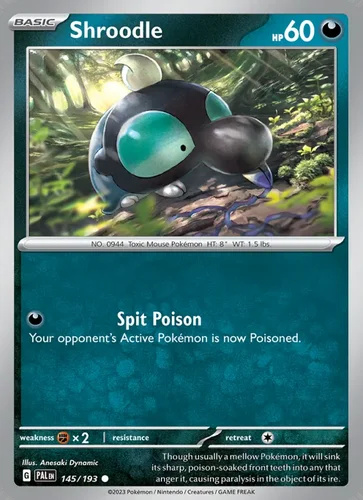 BASIC
Shroodle
HP60
NO. 0944 Toxic Mouse Pokémon HT: 8" WT: 1.5 lbs.
Spit Poison
Your opponent's Active Pokémon is now Poisoned.
weakness ×2 resistance retreat
Illus. Anesaki Dynamic
G PAL EN 145/193
Though usually a mellow Pokémon, it will sink
its sharp, poison-soaked front teeth into any that
anger it, causing paralysis in the object of its ire.
©2023 Pokémon / Nintendo / Creatures / GAME FREAK